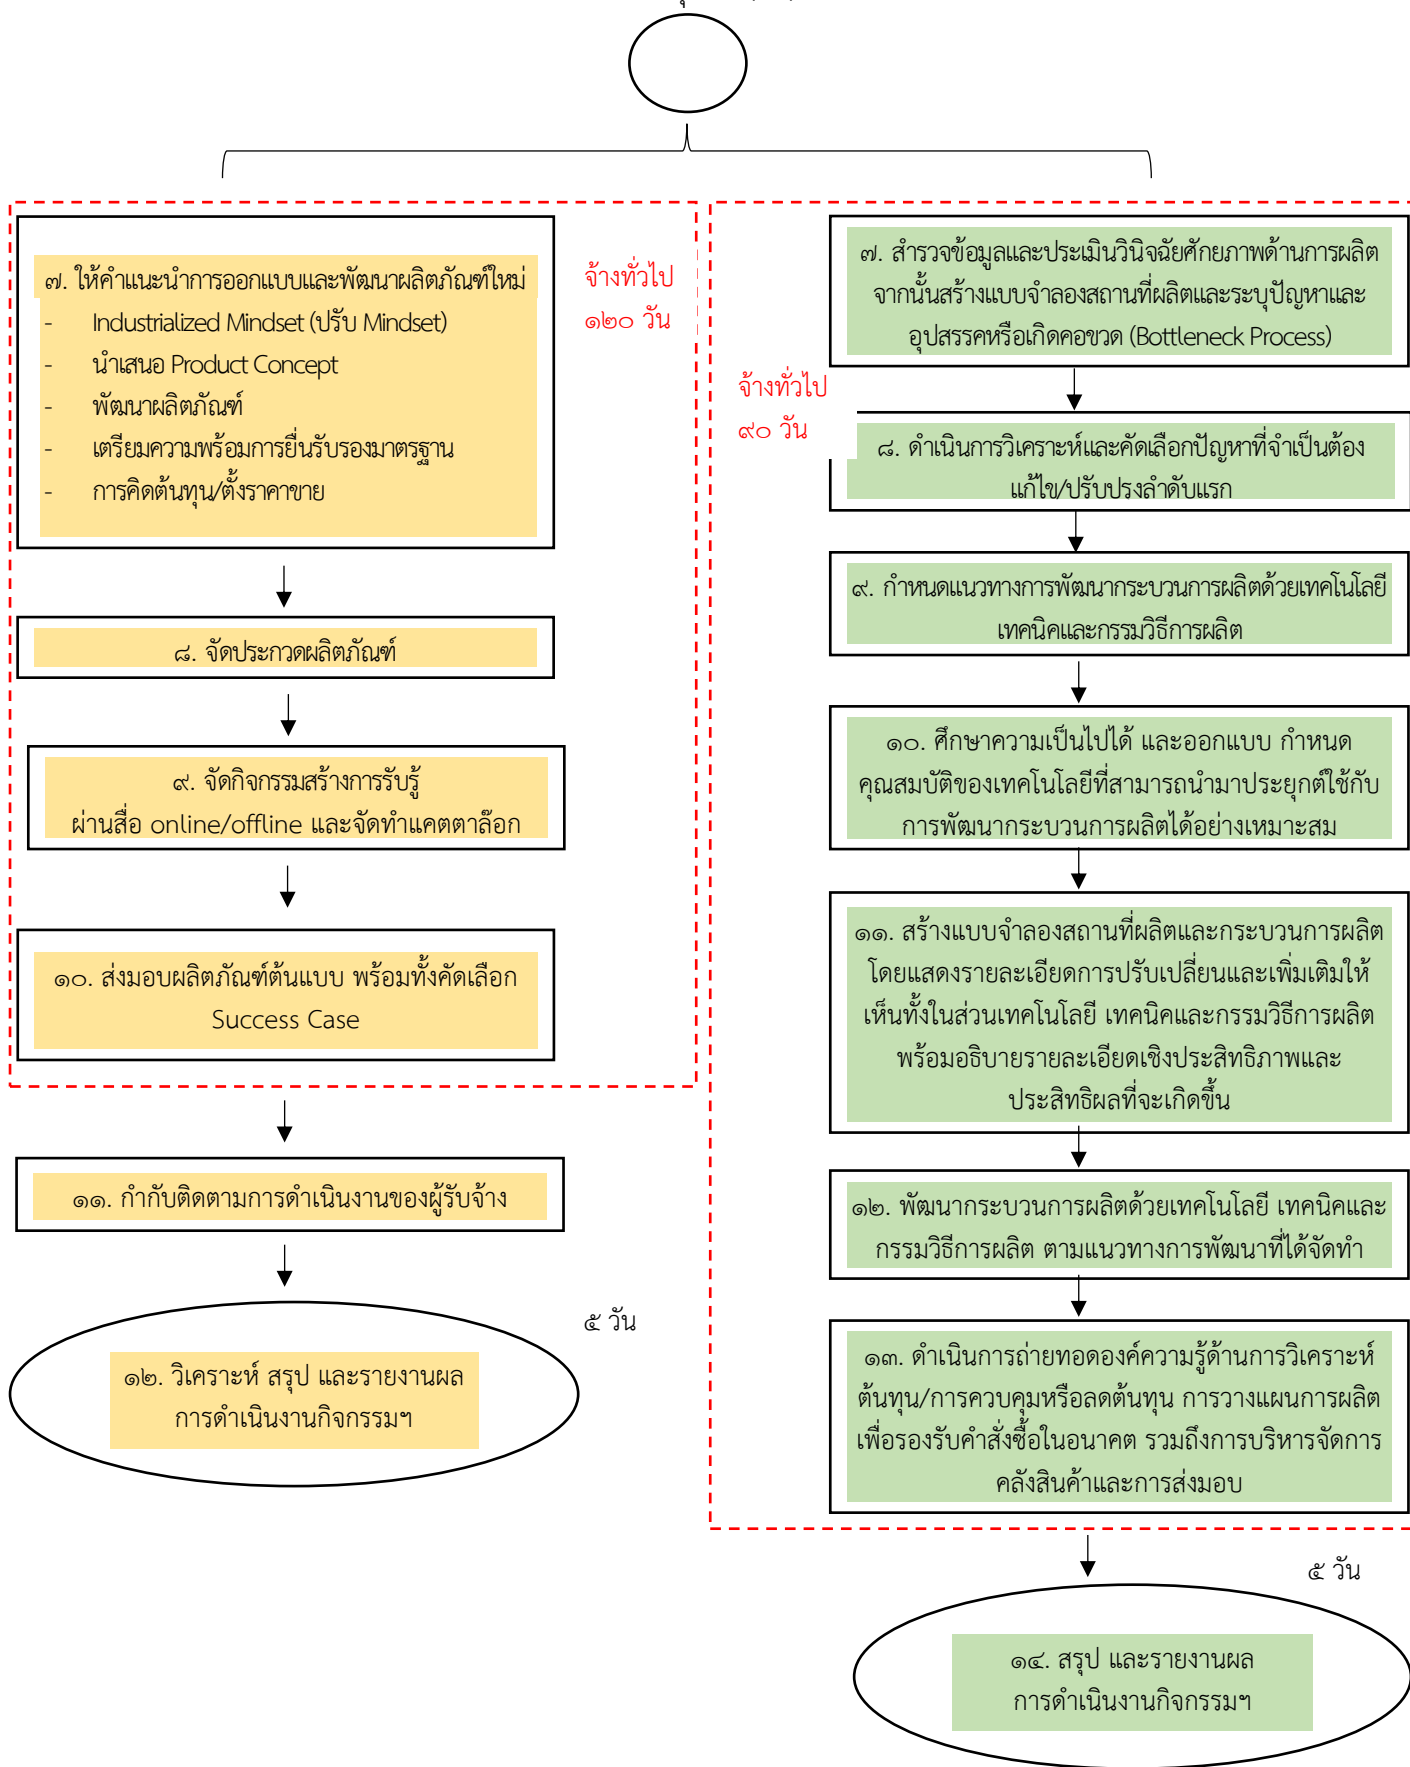 ๗. ให้คำแนะนำการออกแบบและพัฒนาผลิตภัณฑ์ใหม่
- Industrialized Mindset (ปรับ Mindset)
- นำเสนอ Product Concept
- พัฒนาผลิตภัณฑ์
- เตรียมความพร้อมการยื่นรับรองมาตรฐาน
- การคิดต้นทุน/ตั้งราคาขาย
จ้างทั่วไป
๑๒๐ วัน
๘. จัดประกวดผลิตภัณฑ์
๙. จัดกิจกรรมสร้างการรับรู้
ผ่านสื่อ online/offline และจัดทำแคตตาล๊อก
๑๐. ส่งมอบผลิตภัณฑ์ต้นแบบ พร้อมทั้งคัดเลือก
Success Case
๑๑. กำกับติดตามการดำเนินงานของผู้รับจ้าง
๕ วัน
๑๒. วิเคราะห์ สรุป และรายงานผล
การดำเนินงานกิจกรรมฯ
๗. สำรวจข้อมูลและประเมินวินิจฉัยศักยภาพด้านการผลิต
จากนั้นสร้างแบบจำลองสถานที่ผลิตและระบุปัญหาและ
อุปสรรคหรือเกิดคอขวด (Bottleneck Process)
จ้างทั่วไป
๙๐ วัน
๘. ดำเนินการวิเคราะห์และคัดเลือกปัญหาที่จำเป็นต้อง
แก้ไข/ปรับปรุงลำดับแรก
๙. กำหนดแนวทางการพัฒนากระบวนการผลิตด้วยเทคโนโลยี
เทคนิคและกรรมวิธีการผลิต
๑๐. ศึกษาความเป็นไปได้ และออกแบบ กำหนด
คุณสมบัติของเทคโนโลยีที่สามารถนำมาประยุกต์ใช้กับ
การพัฒนากระบวนการผลิตได้อย่างเหมาะสม
๑๑. สร้างแบบจำลองสถานที่ผลิตและกระบวนการผลิต
โดยแสดงรายละเอียดการปรับเปลี่ยนและเพิ่มเติมให้
เห็นทั้งในส่วนเทคโนโลยี เทคนิคและกรรมวิธีการผลิต
พร้อมอธิบายรายละเอียดเชิงประสิทธิภาพและ
ประสิทธิผลที่จะเกิดขึ้น
๑๒. พัฒนากระบวนการผลิตด้วยเทคโนโลยี เทคนิคและ
กรรมวิธีการผลิต ตามแนวทางการพัฒนาที่ได้จัดทำ
๑๓. ดำเนินการถ่ายทอดองค์ความรู้ด้านการวิเคราะห์
ต้นทุน/การควบคุมหรือลดต้นทุน การวางแผนการผลิต
เพื่อรองรับคำสั่งซื้อในอนาคต รวมถึงการบริหารจัดการ
คลังสินค้าและการส่งมอบ
๕ วัน
๑๔. สรุป และรายงานผล
การดำเนินงานกิจกรรมฯ